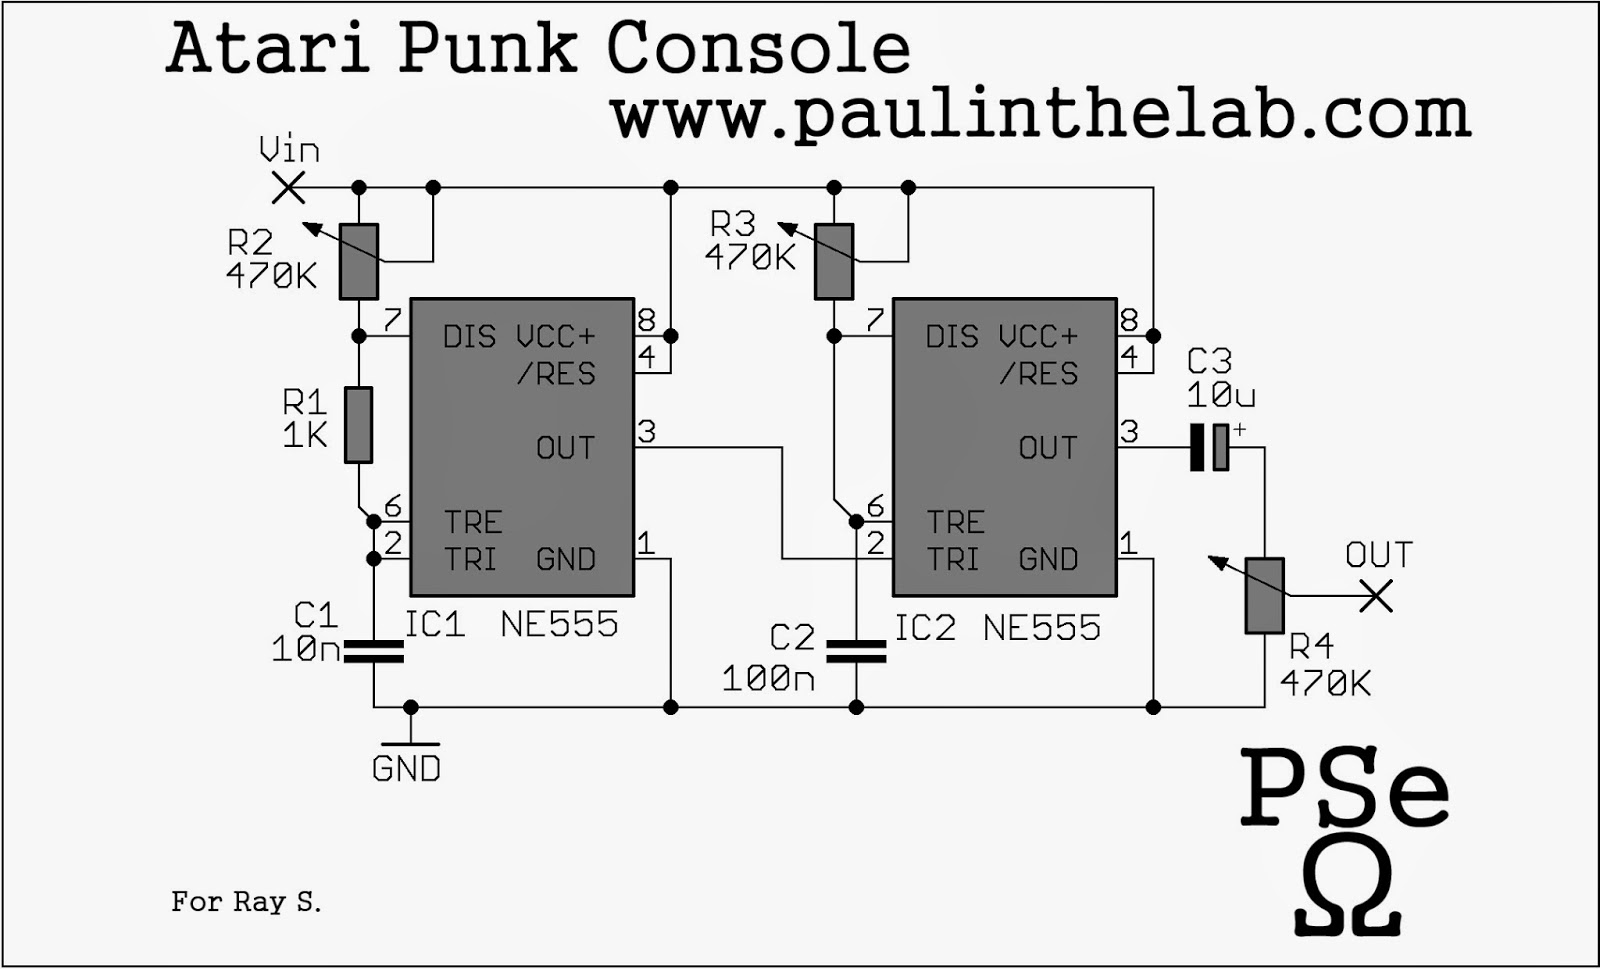 Atari Punk Console
www.paulinthelab.com
Vin
R2
470K
R3
470K
7
DIS
VCC+
8
/RES
4
7
DIS
VCC+
8
/RES
4
C3
10u
+
R1
1K
OUT
3
OUT
3
6
TRE
2
TRI
GND
1
6
TRE
2
TRI
GND
1
OUT
C1
10n
IC1
NE555
C2
100n
IC2
NE555
R4
470K
GND
PSe
Ω
For Ray S.